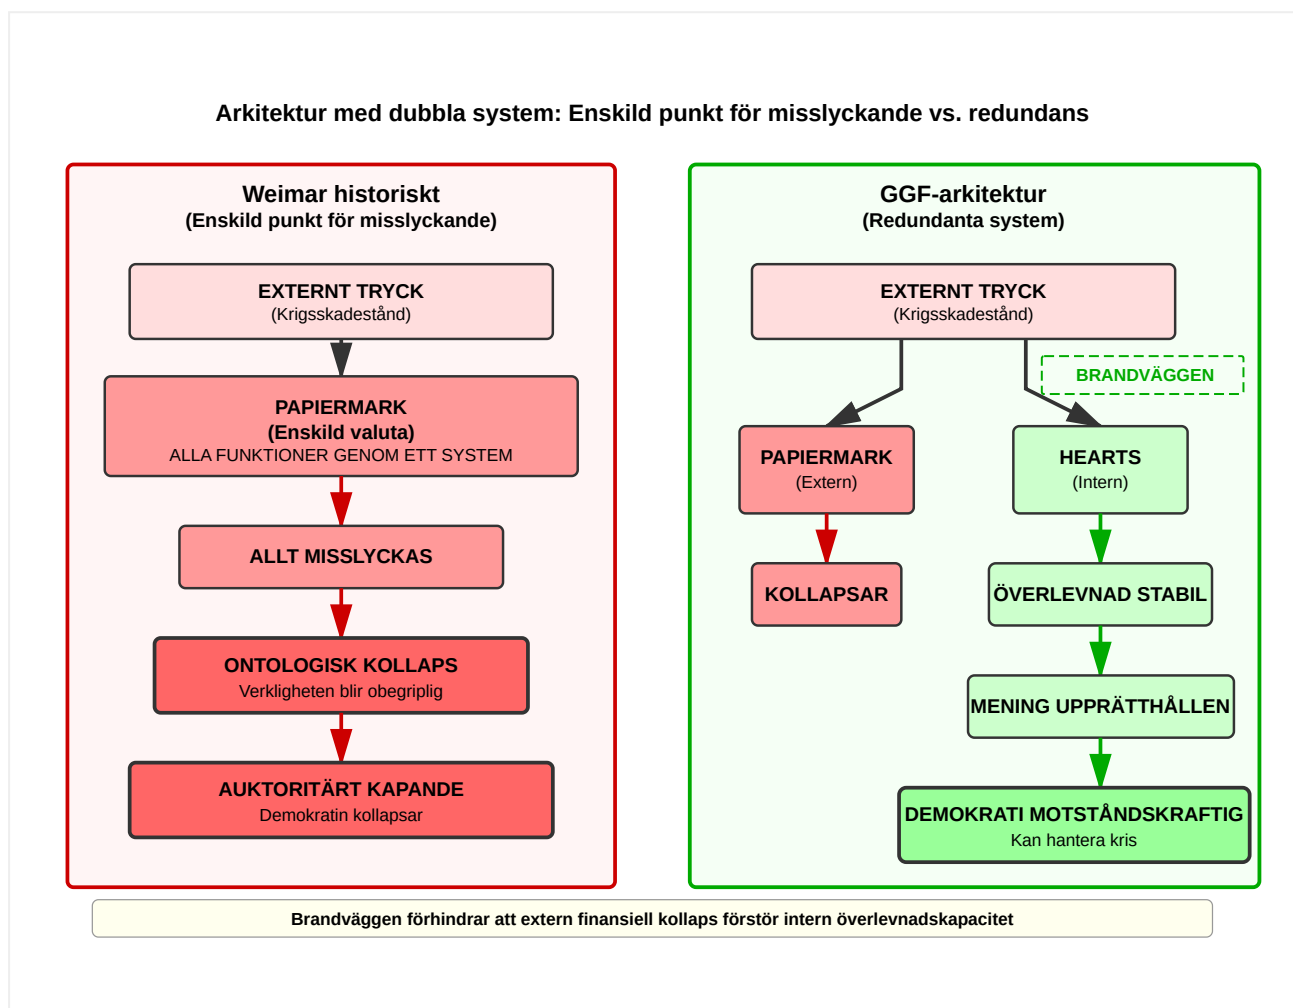 Arkitektur med dubbla system: Enskild punkt för misslyckande vs. redundans
Weimar historiskt
(Enskild punkt för misslyckande)
EXTERNT TRYCK
(Krigsskadestånd)
PAPIERMARK
(Enskild valuta)
ALLA FUNKTIONER GENOM ETT SYSTEM
ALLT MISSLYCKAS
ONTOLOGISK KOLLAPS
Verkligheten blir obegriplig
AUKTORITÄRT KAPANDE
Demokratin kollapsar
GGF-arkitektur
(Redundanta system)
EXTERNT TRYCK
(Krigsskadestånd)
BRANDVÄGGEN
PAPIERMARK
(Extern)
KOLLAPSAR
HEARTS
(Intern)
ÖVERLEVNAD STABIL
MENING UPPRÄTTHÅLLEN
DEMOKRATI MOTSTÅNDSKRAFTIG
Kan hantera kris
Brandväggen förhindrar att extern finansiell kollaps förstör intern överlevnadskapacitet